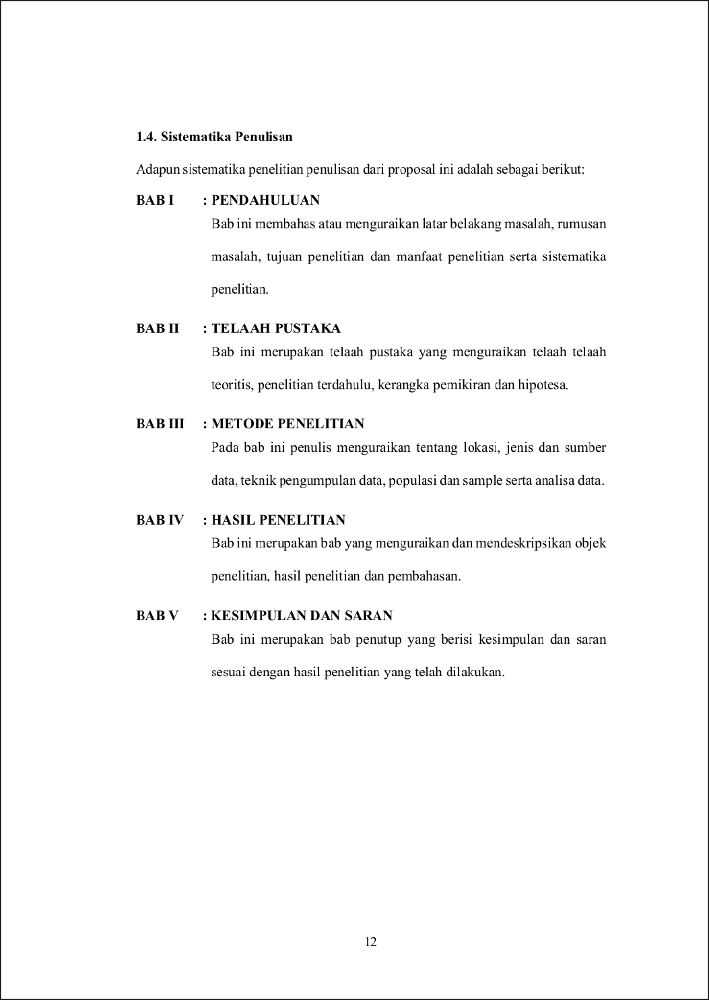 1.4. Sistematika Penulisan
Adapun sistematika penelitian penulisan dari proposal ini adalah sebagai berikut:
BAB I : PENDAHULUAN
Bab ini membahas atau menguraikan latar belakang masalah, rumusan
masalah, tujuan penelitian dan manfaat penelitian serta sistematika
penelitian.
BAB II : TELAAH PUSTAKA
Bab ini merupakan telaah pustaka yang menguraikan telaah telaah
teoritis, penelitian terdahulu, kerangka pemikiran dan hipotesa.
BAB III : METODE PENELITIAN
Pada bab ini penulis menguraikan tentang lokasi, jenis dan sumber
data, teknik pengumpulan data, populasi dan sample serta analisa data.
BAB IV : HASIL PENELITIAN
Bab ini merupakan bab yang menguraikan dan mendeskripsikan objek
penelitian, hasil penelitian dan pembahasan.
BAB V : KESIMPULAN DAN SARAN
Bab ini merupakan bab penutup yang berisi kesimpulan dan saran
sesuai dengan hasil penelitian yang telah dilakukan.
12